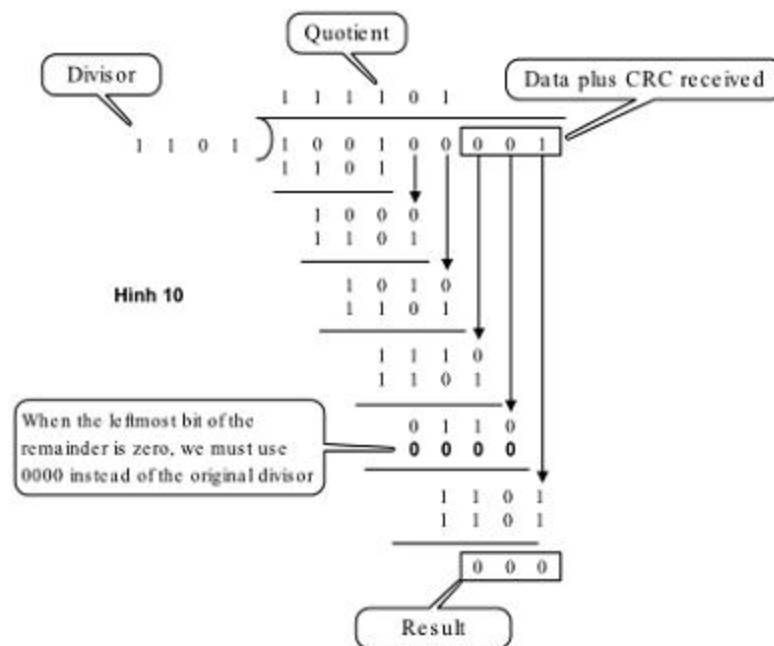 Quotient
Divisor
Data plus CRC received
1 1 1 1 0 1
1 1 0 1
1 0 0 1 0 0 0 0 1
1 1 0 1
1 0 0 0
1 1 0 1
1 0 1 0
1 1 0 1
Hình 10
1 1 1 0
1 1 0 1
When the leftmost bit of the
remainder is zero, we must use
0000 instead of the original divisor
0 1 1 0
0 0 0 0
1 1 0 1
1 1 0 1
0 0 0
Result